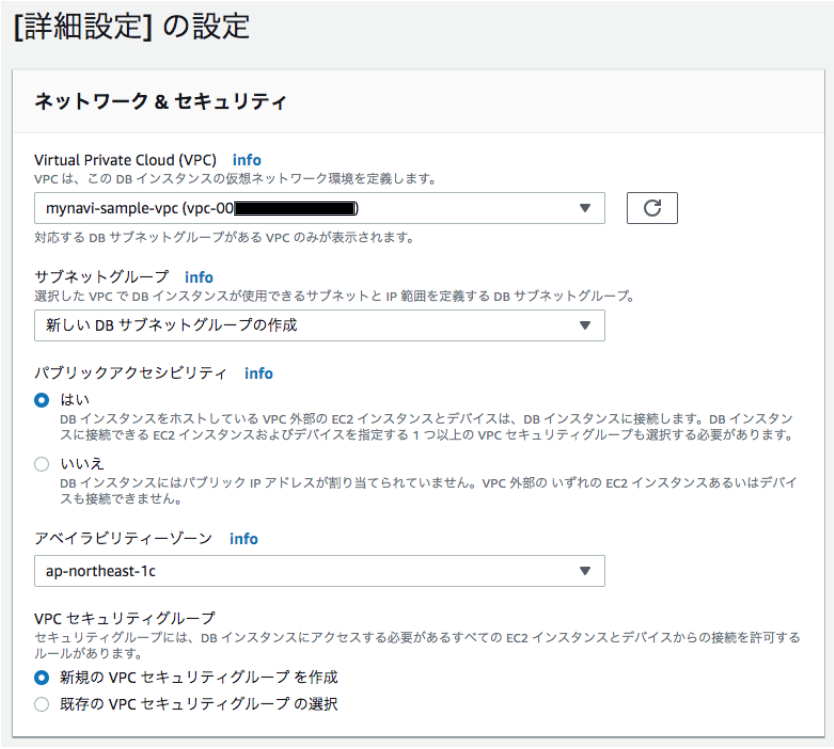 [詳細設定] の設定
ネットワーク & セキュリティ
Virtual Private Cloud (VPC) info
VPC は、この DB インスタンスの仮想ネットワーク環境を定義します。
mynavi-sample-vpc (vpc-00 )
対応する DB サブネットグループがある VPC のみが表示されます。
サブネットグループ info
選択した VPC で DB インスタンスが使用できるサブネットと IP 範囲を定義する DB サブネットグループ。
新しい DB サブネットグループの作成
パブリックアクセシビリティ info
はい
DB インスタンスをホストしている VPC 外部の EC2 インスタンスとデバイスは、DB インスタンスに接続します。DB インスタン
スに接続できる EC2 インスタンスおよびデバイスを指定する 1 つ以上の VPC セキュリティグループも選択する必要があります。
いいえ
DB インスタンスにはパブリック IP アドレスが割り当てられていません。VPC 外部の いずれの EC2 インスタンスあるいはデバイ
スも接続できません。
アベイラビリティーゾーン info
ap-northeast-1c
VPC セキュリティグループ
セキュリティグループには、DB インスタンスにアクセスする必要があるすべての EC2 インスタンスとデバイスからの接続を許可する
ルールがあります。
新規の VPC セキュリティグループ を作成
既存の VPC セキュリティグループ の選択